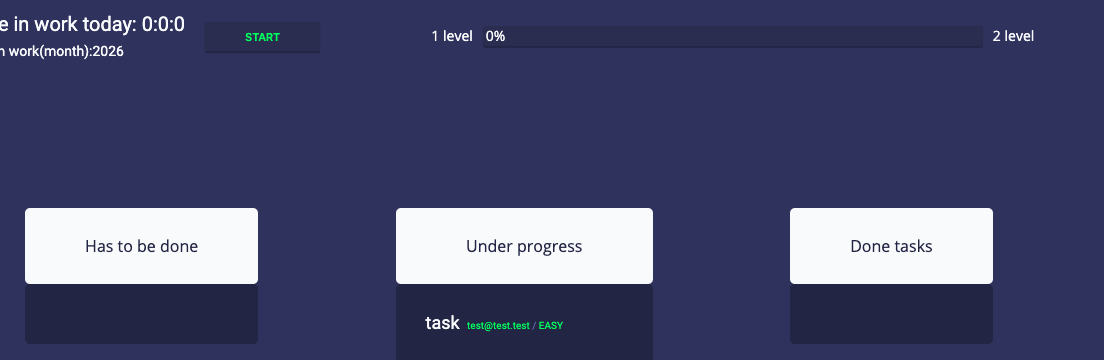 e in work today: 0:0:0
START
1 level 0% 2 level
n work(month):2026
Has to be done
Under progress
Done tasks
task test@test.test / EASY